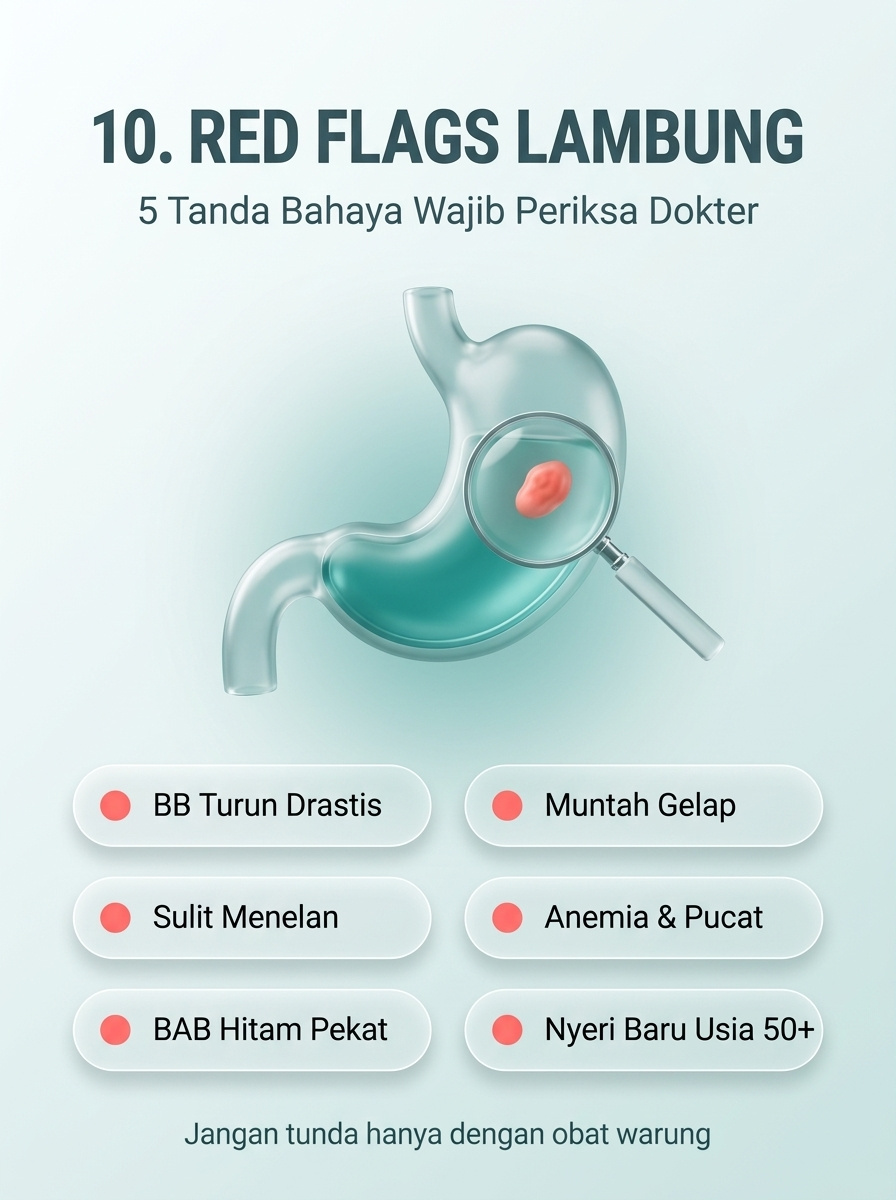 10. RED FLAGS LAMBUNG
5 Tanda Bahaya Wajib Periksa Dokter
BB Turun Drastis
Muntah Gelap
Sulit Menelan
Anemia & Pucat
BAB Hitam Pekat
Nyeri Baru Usia 50+
Jangan tunda hanya dengan obat warung